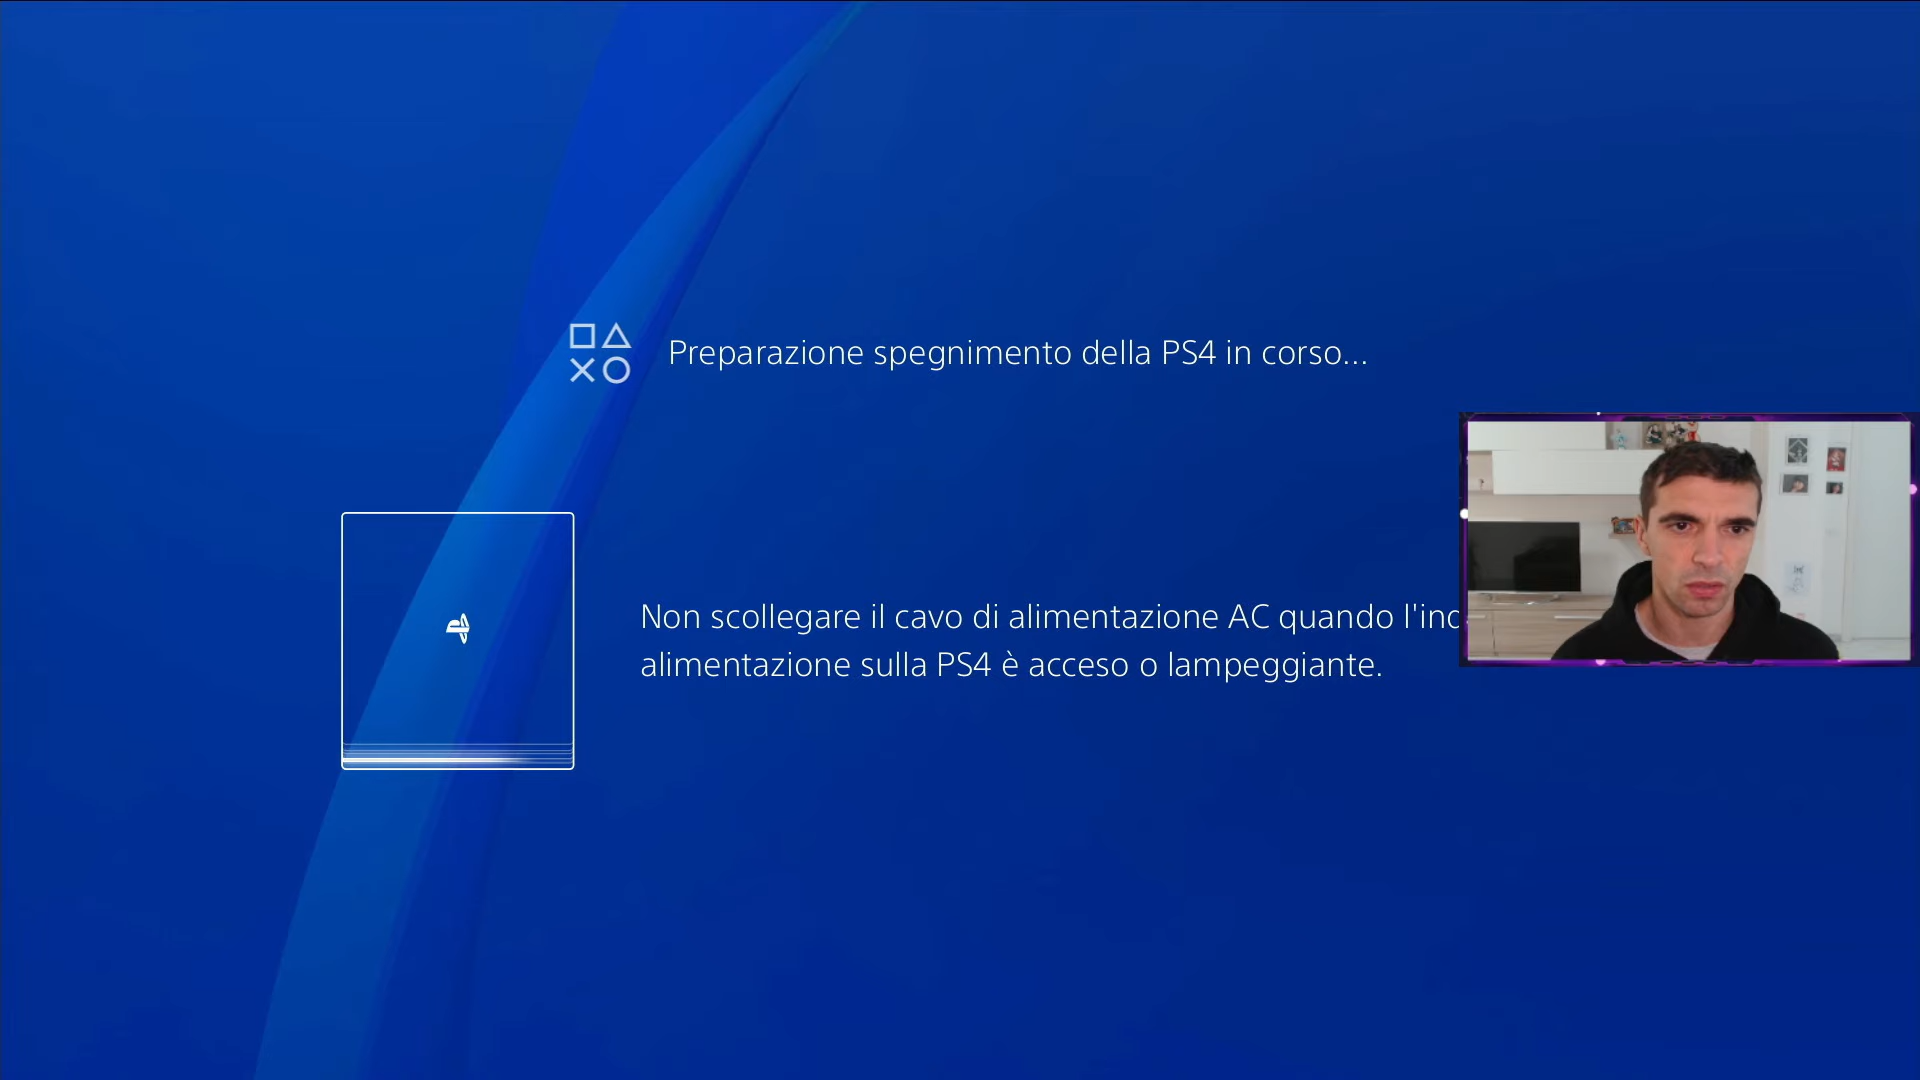 Preparazione spegnimento della PS4 in corso...
Non scollegare il cavo di alimentazione AC quando
alimentazione sulla PS4 è acceso o lampeggiante.